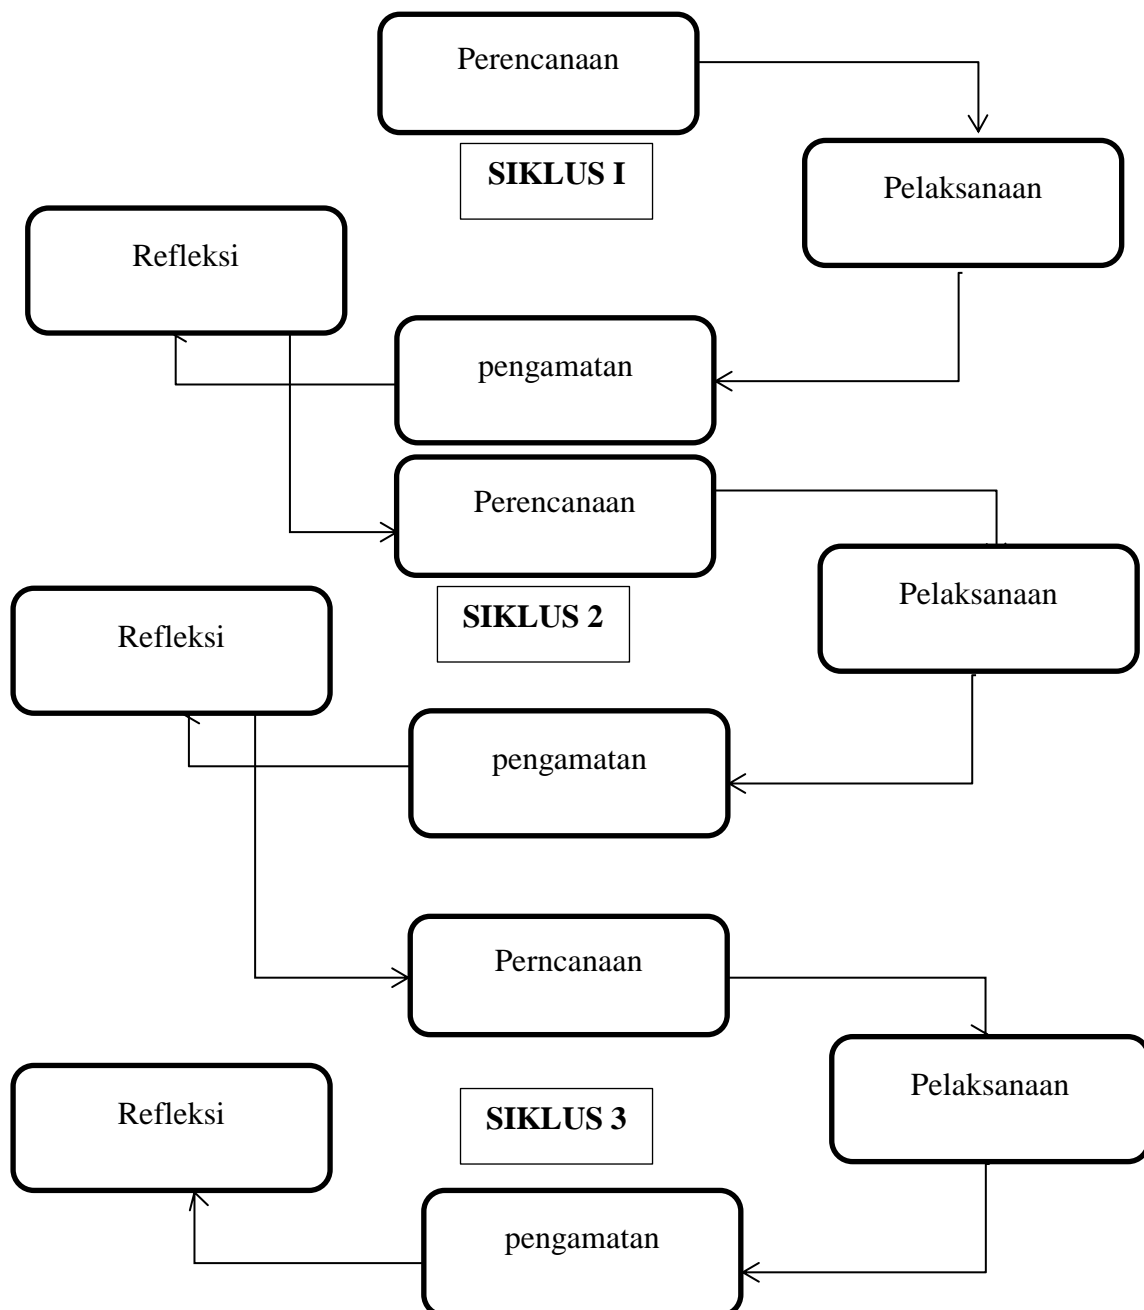 Perencanaan
SIKLUS I
Pelaksanaan
Refleksi
pengamatan
Perencanaan
Pelaksanaan
SIKLUS 2
Refleksi
pengamatan
Perncanaan
Pelaksanaan
Refleksi
SIKLUS 3
pengamatan